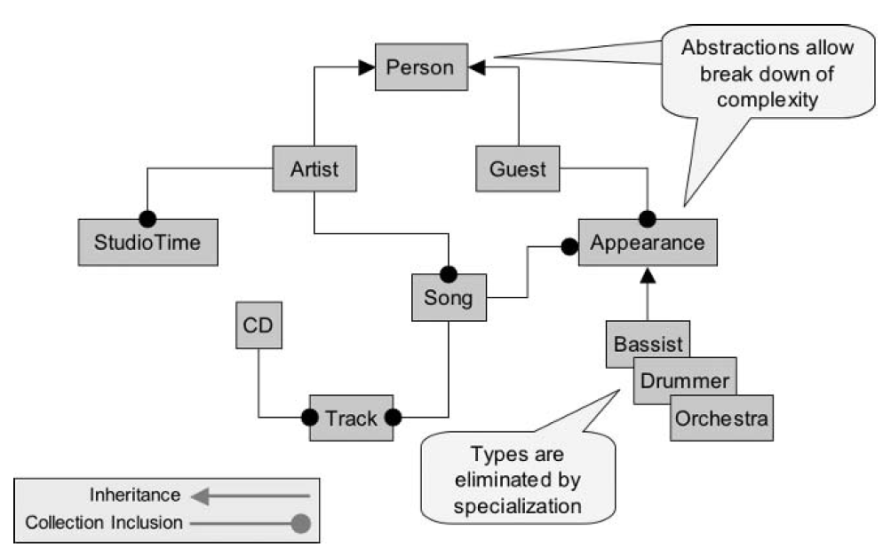 Person
Abstractions allow
break down of
complexity
Artist
Guest
StudioTime
Appearance
Song
CD
Bassist
Drummer
Track
Orchestra
Types are
eliminated by
specialization
Inheritance
Collection Inclusion